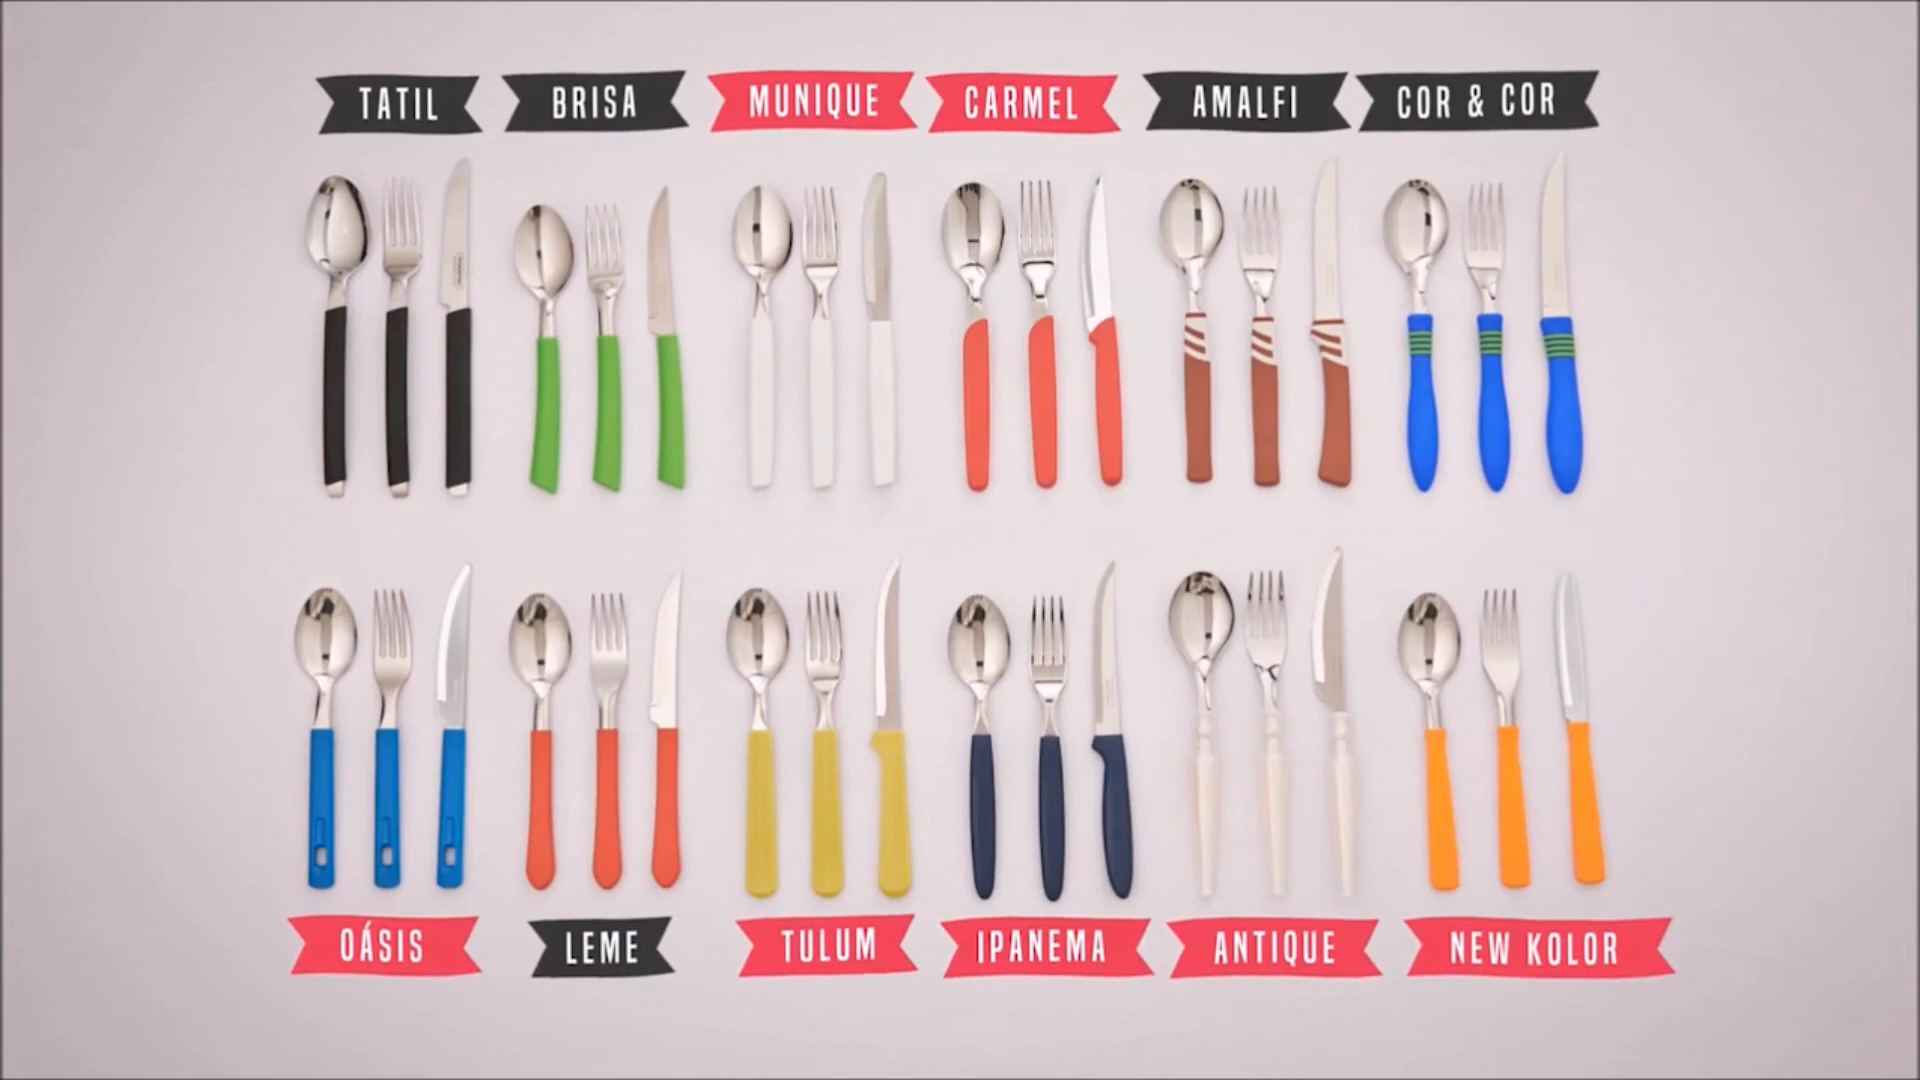 TATIL
BRISA
MUNIQUE
CARMEL
AMALFI
COR & COR
OÁSIS
LEME
TULUM
IPANEMA
ANTIQUE
NEW KOLOR